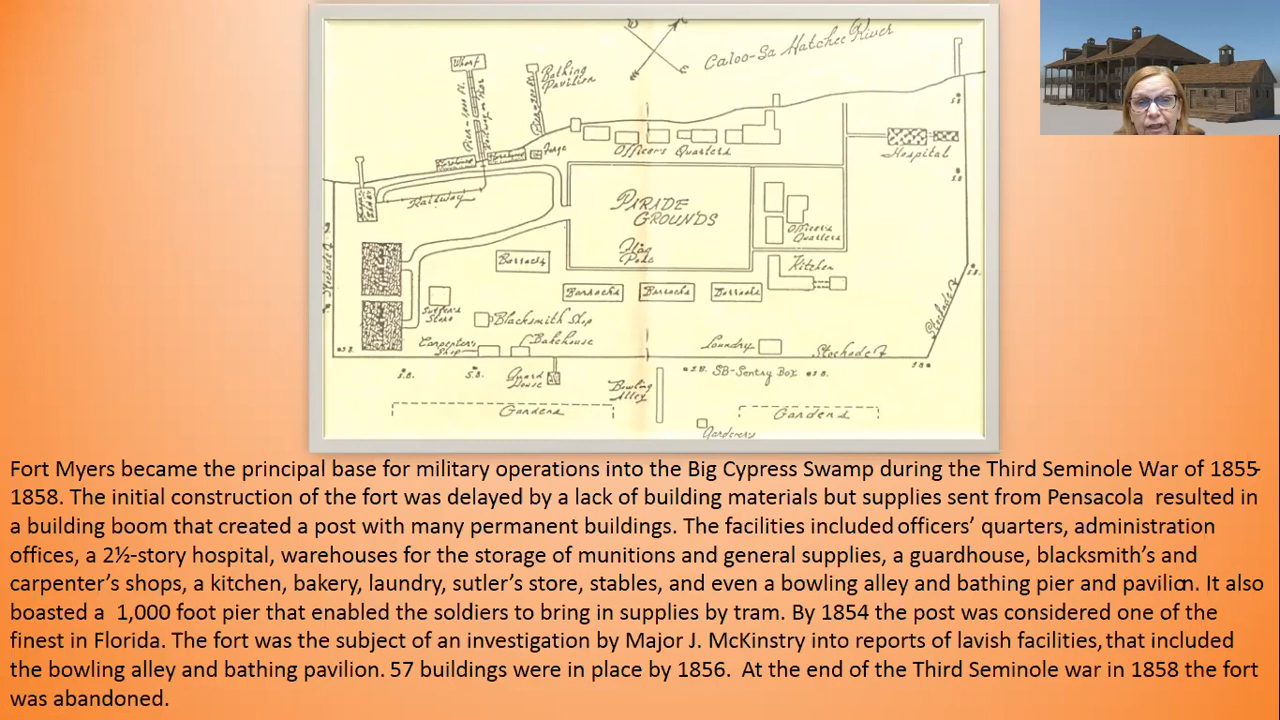 Caloo-Sa Hatchee River
Wharf
Bathing
Pavilion
Forge
Officer's Quarters
Hospital
S.B.
S.B.
Railway
PARADE
GROUNDS
Flag
Pole
Officer's
Quarters
Kitchen
Barracks
Barracks
Barracks
Barracks
Sutler's
Store
Blacksmith Shop
Carpenter's
Shop
Bakehouse
Laundry
Stockade
Stockade
S.B.
S.B.
S.B.
S.B.
S.B.
Guard
House
Bowling
Alley
S.B. SB-Sentry Box S.B.
Gardens
Gardens
Gardener's
Fort Myers became the principal base for military operations into the Big Cypress Swamp during the Third Seminole War of 1855-
1858. The initial construction of the fort was delayed by a lack of building materials but supplies sent from Pensacola resulted in
a building boom that created a post with many permanent buildings. The facilities included officers’ quarters, administration
offices, a 2½-story hospital, warehouses for the storage of munitions and general supplies, a guardhouse, blacksmith’s and
carpenter’s shops, a kitchen, bakery, laundry, sutler’s store, stables, and even a bowling alley and bathing pier and pavilion. It also
boasted a 1,000 foot pier that enabled the soldiers to bring in supplies by tram. By 1854 the post was considered one of the
finest in Florida. The fort was the subject of an investigation by Major J. McKinstry into reports of lavish facilities, that included
the bowling alley and bathing pavilion. 57 buildings were in place by 1856. At the end of the Third Seminole war in 1858 the fort
was abandoned.